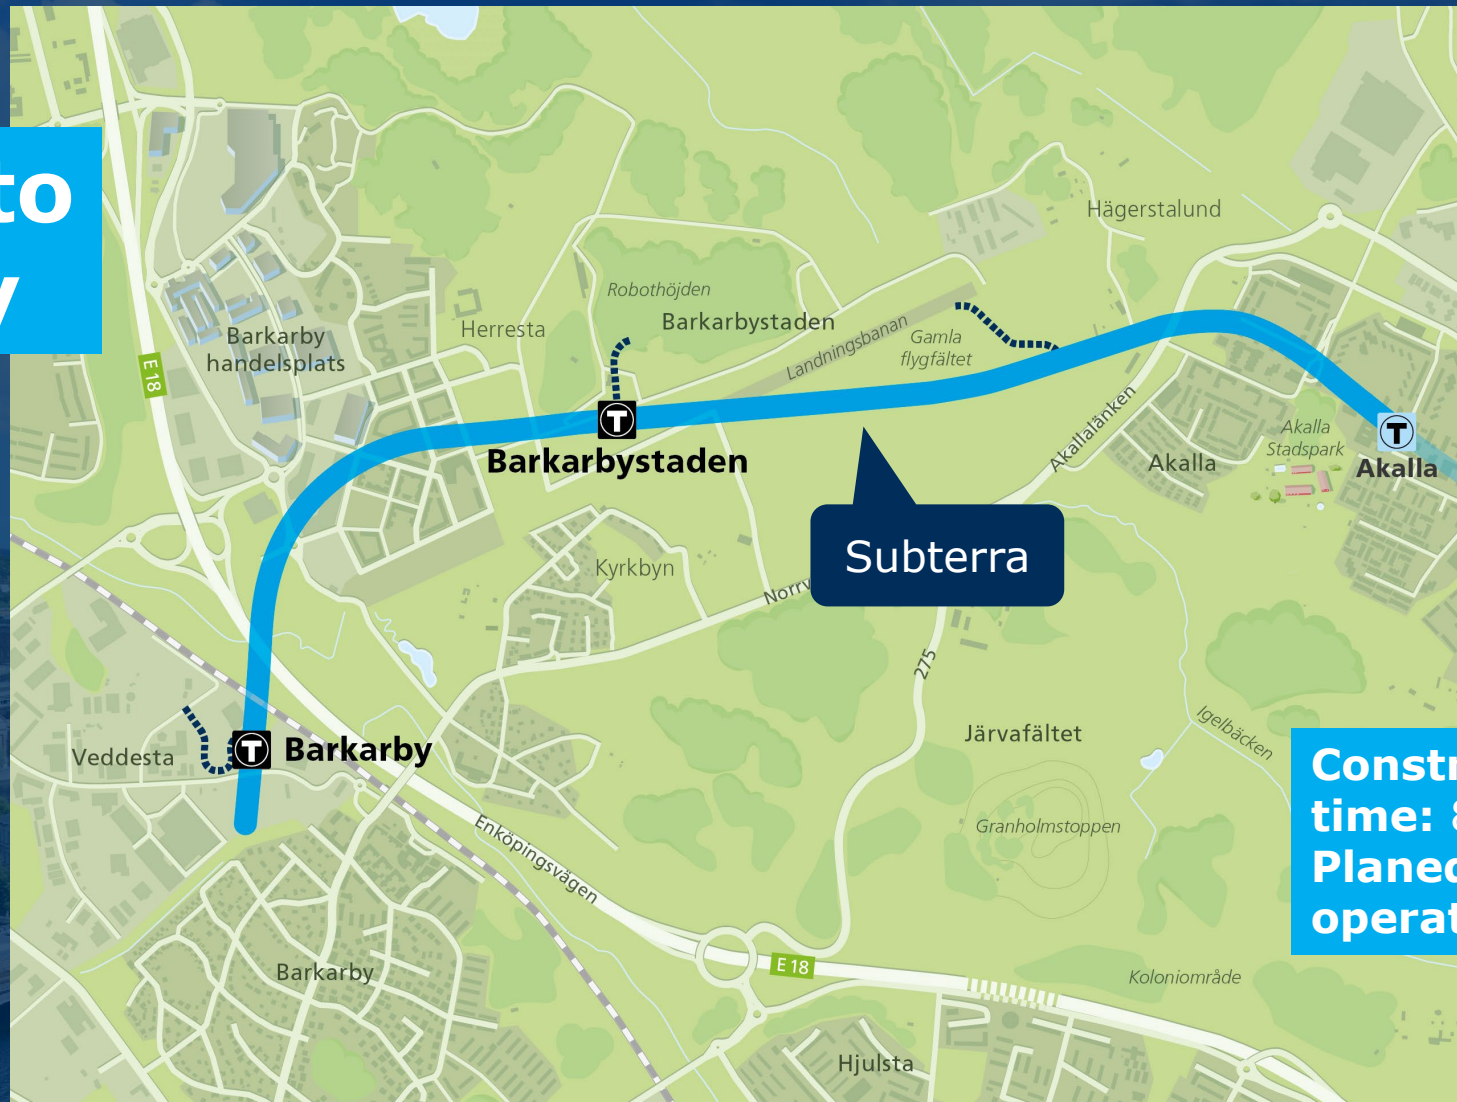 to
y
Hägerstalund
Robothöjden
Barkarbystaden
Herresta
Barkarby
handelsplats
Landningsbanan
Gamla
flygfältet
E 18
T
Barkarbystaden
Akallalänken
Akalla
Akalla
Stadspark
T
Akalla
Subterra
Kyrkbyn
Norrv
275
Igelbäcken
Järvafältet
Veddesta
T
Barkarby
Constr
time: 8
Planed
operat
Granholmstoppen
Enköpingsvägen
Barkarby
E 18
Koloniområde
Hjulsta